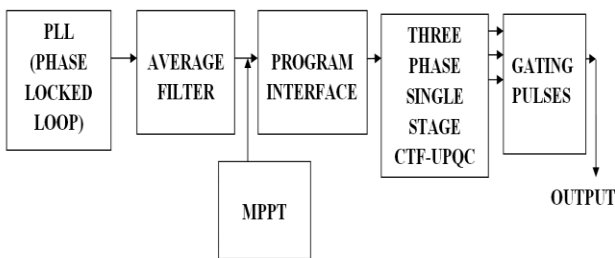 PLL
(PHASE
LOCKED
LOOP)
AVERAGE
FILTER
PROGRAM
INTERFACE
THREE
PHASE
SINGLE
STAGE
CTF-UPQC
GATING
PULSES
MPPT
OUTPUT